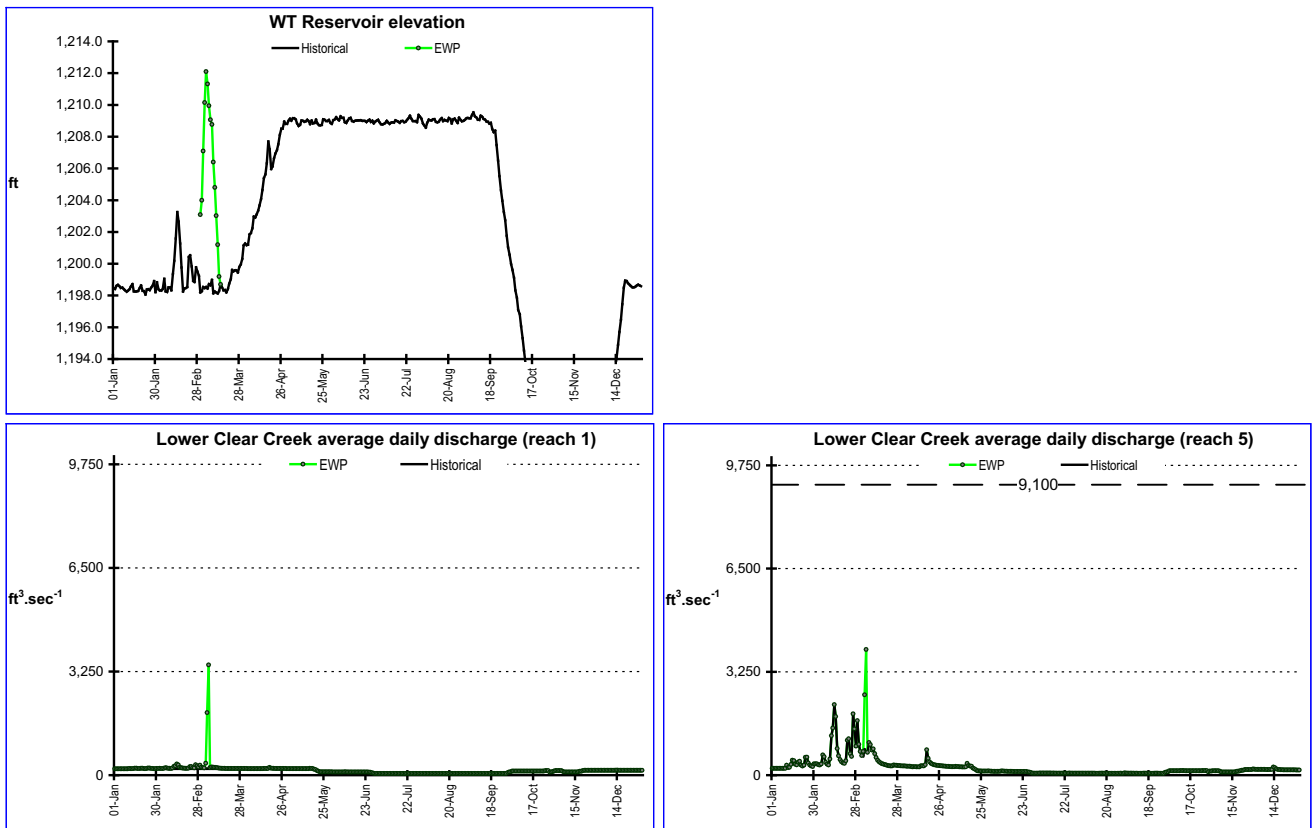 WT Reservoir elevation
Historical
EWP
1,214.0
1,212.0
1,210.0
1,208.0
1,206.0
1,204.0
1,202.0
1,200.0
1,198.0
1,196.0
1,194.0
ft
01-Jan
30-Jan
28-Feb
28-Mar
26-Apr
25-May
23-Jun
22-Jul
20-Aug
18-Sep
17-Oct
15-Nov
14-Dec
Lower Clear Creek average daily discharge (reach 1)
EWP
Historical
9,750
6,500
3,250
0
ft³.sec⁻¹
01-Jan
30-Jan
28-Feb
28-Mar
26-Apr
25-May
23-Jun
22-Jul
20-Aug
18-Sep
17-Oct
15-Nov
14-Dec
Lower Clear Creek average daily discharge (reach 5)
EWP
Historical
9,750
9,100
6,500
3,250
0
ft³.sec⁻¹
01-Jan
30-Jan
28-Feb
28-Mar
26-Apr
25-May
23-Jun
22-Jul
20-Aug
18-Sep
17-Oct
15-Nov
14-Dec